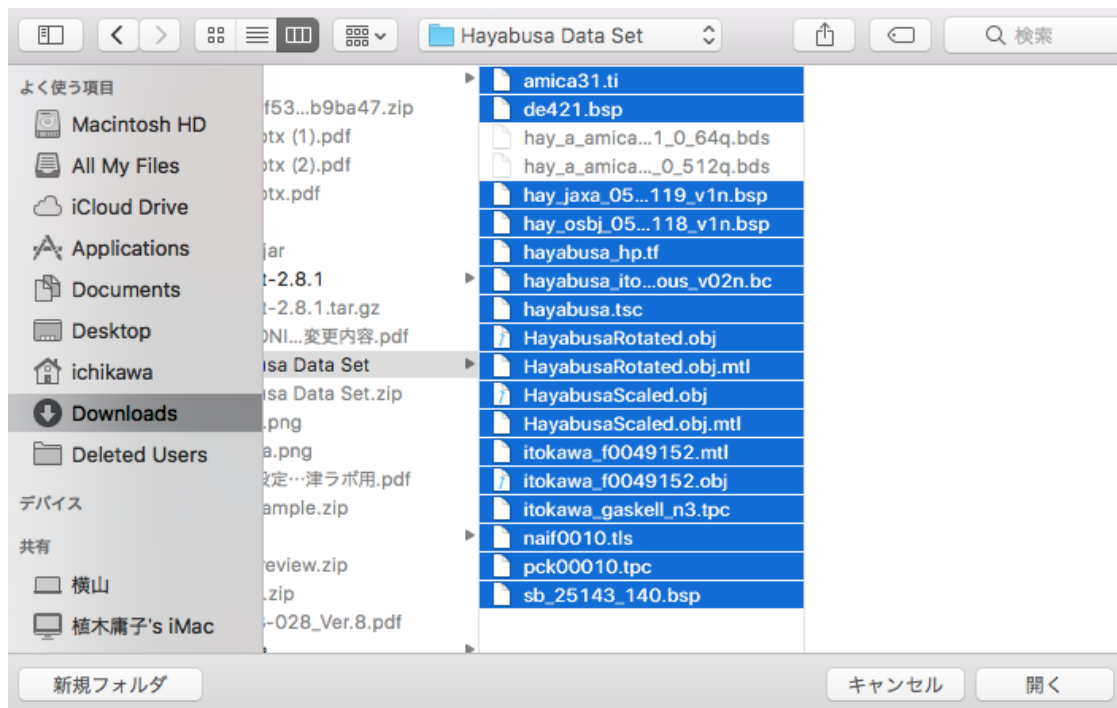 Hayabusa Data Set
検索
よく使う項目
Macintosh HD
All My Files
iCloud Drive
Applications
Documents
Desktop
ichikawa
Downloads
Deleted Users
デバイス
共有
横山
植木庸子's iMac
f53...b9ba47.zip
otx (1).pdf
otx (2).pdf
otx.pdf
jar
t-2.8.1
t-2.8.1.tar.gz
ONI...変更内容.pdf
usa Data Set
usa Data Set.zip
.png
a.png
設定…津ラボ用.pdf
ample.zip
review.zip
.zip
-028_Ver.8.pdf
amica31.ti
de421.bsp
hay_a_amica...1_0_64q.bds
hay_a_amica..._0_512q.bds
hay_jaxa_05...119_v1n.bsp
hay_osbj_05...118_v1n.bsp
hayabusa_hp.tf
hayabusa_ito...ous_v02n.bc
hayabusa.tsc
HayabusaRotated.obj
HayabusaRotated.obj.mtl
HayabusaScaled.obj
HayabusaScaled.obj.mtl
itokawa_f0049152.mtl
itokawa_f0049152.obj
itokawa_gaskell_n3.tpc
naif0010.tls
pck00010.tpc
sb_25143_140.bsp
新規フォルダ
キャンセル
開く